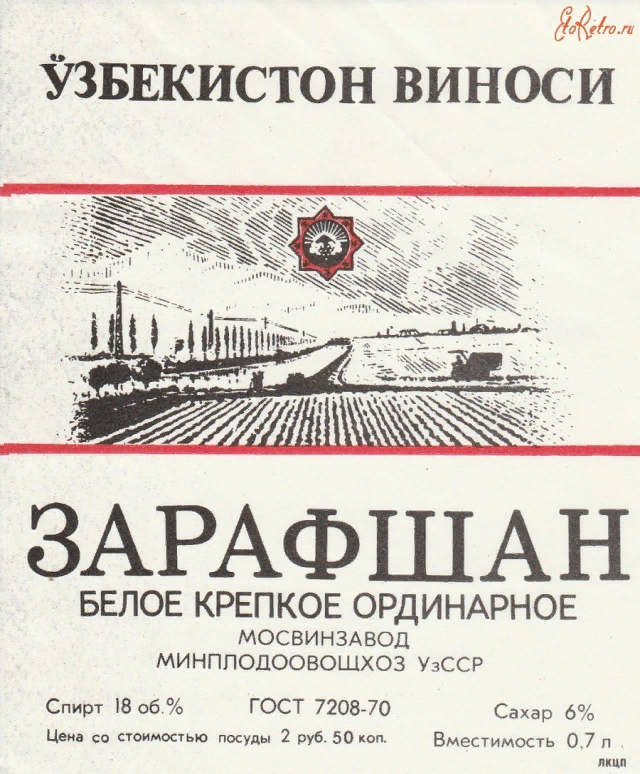 EtoRetro.ru
ЎЗБЕКИСТОН ВИНОСИ
ЗАРАФШАН
БЕЛОЕ КРЕПКОЕ ОРДИНАРНОЕ
МОСВИНЗАВОД
МИНПЛОДООВОЩХОЗ УзССР
Спирт 18 об.% ГОСТ 7208-70 Сахар 6%
Цена со стоимостью посуды 2 руб. 50 коп. Вместимость 0,7 л
ЛКЦП